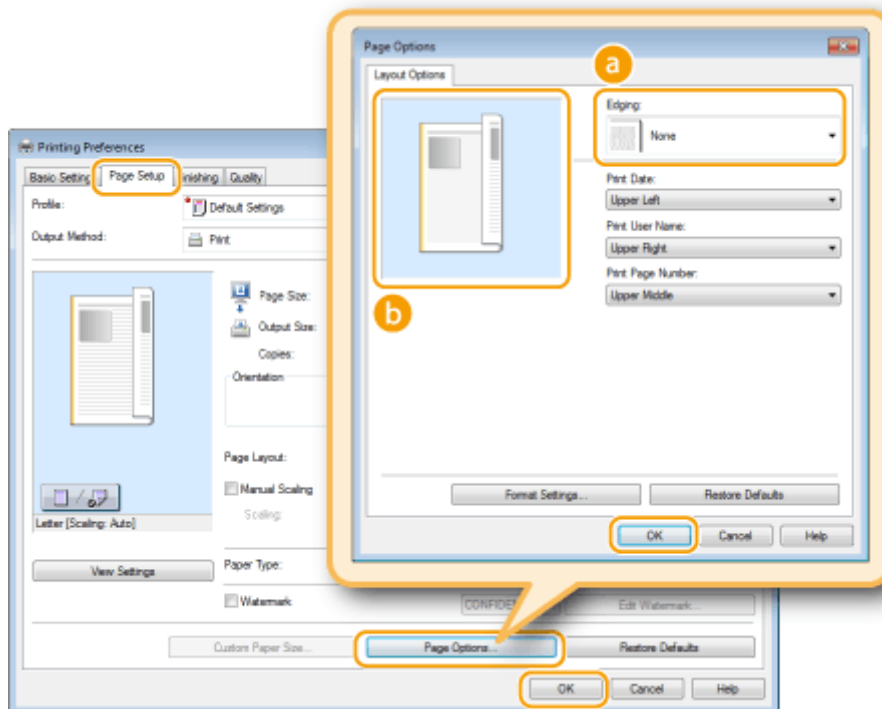 Page Options
a
Layout Options
Edging:
None
Print Date:
Upper Left
Print User Name:
Upper Right
Print Page Number:
Upper Middle
b
Format Settings...
Restore Defaults
OK
Cancel
Help
Printing Preferences
Basic Setting
Page Setup
inishing
Quality
Profile:
Default Settings
Output Method:
Print
Page Size:
Output Size:
Copies:
Orientation
Page Layout:
Manual Scaling
Scaling:
Letter [Scaling: Auto]
View Settings
Paper Type:
Watermark
CONFIDEN
Edit Watermark...
Custom Paper Size...
Page Options...
Restore Defaults
OK
Cancel
Help